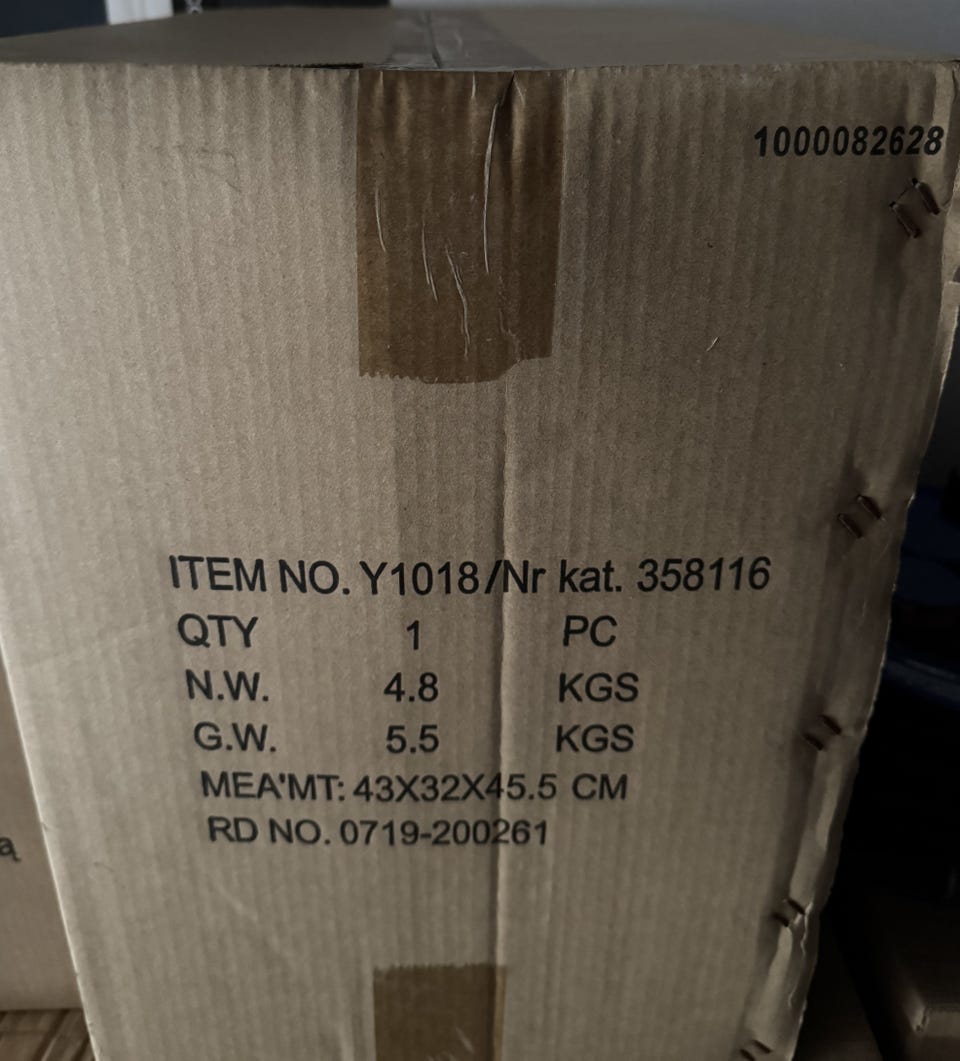 1000082628
ITEM NO. Y1018/Nr kat. 358116
QTY 1 PC
N.W. 4.8 KGS
G.W. 5.5 KGS
MEA'MT: 43X32X45.5 CM
RD NO. 0719-200261
ą